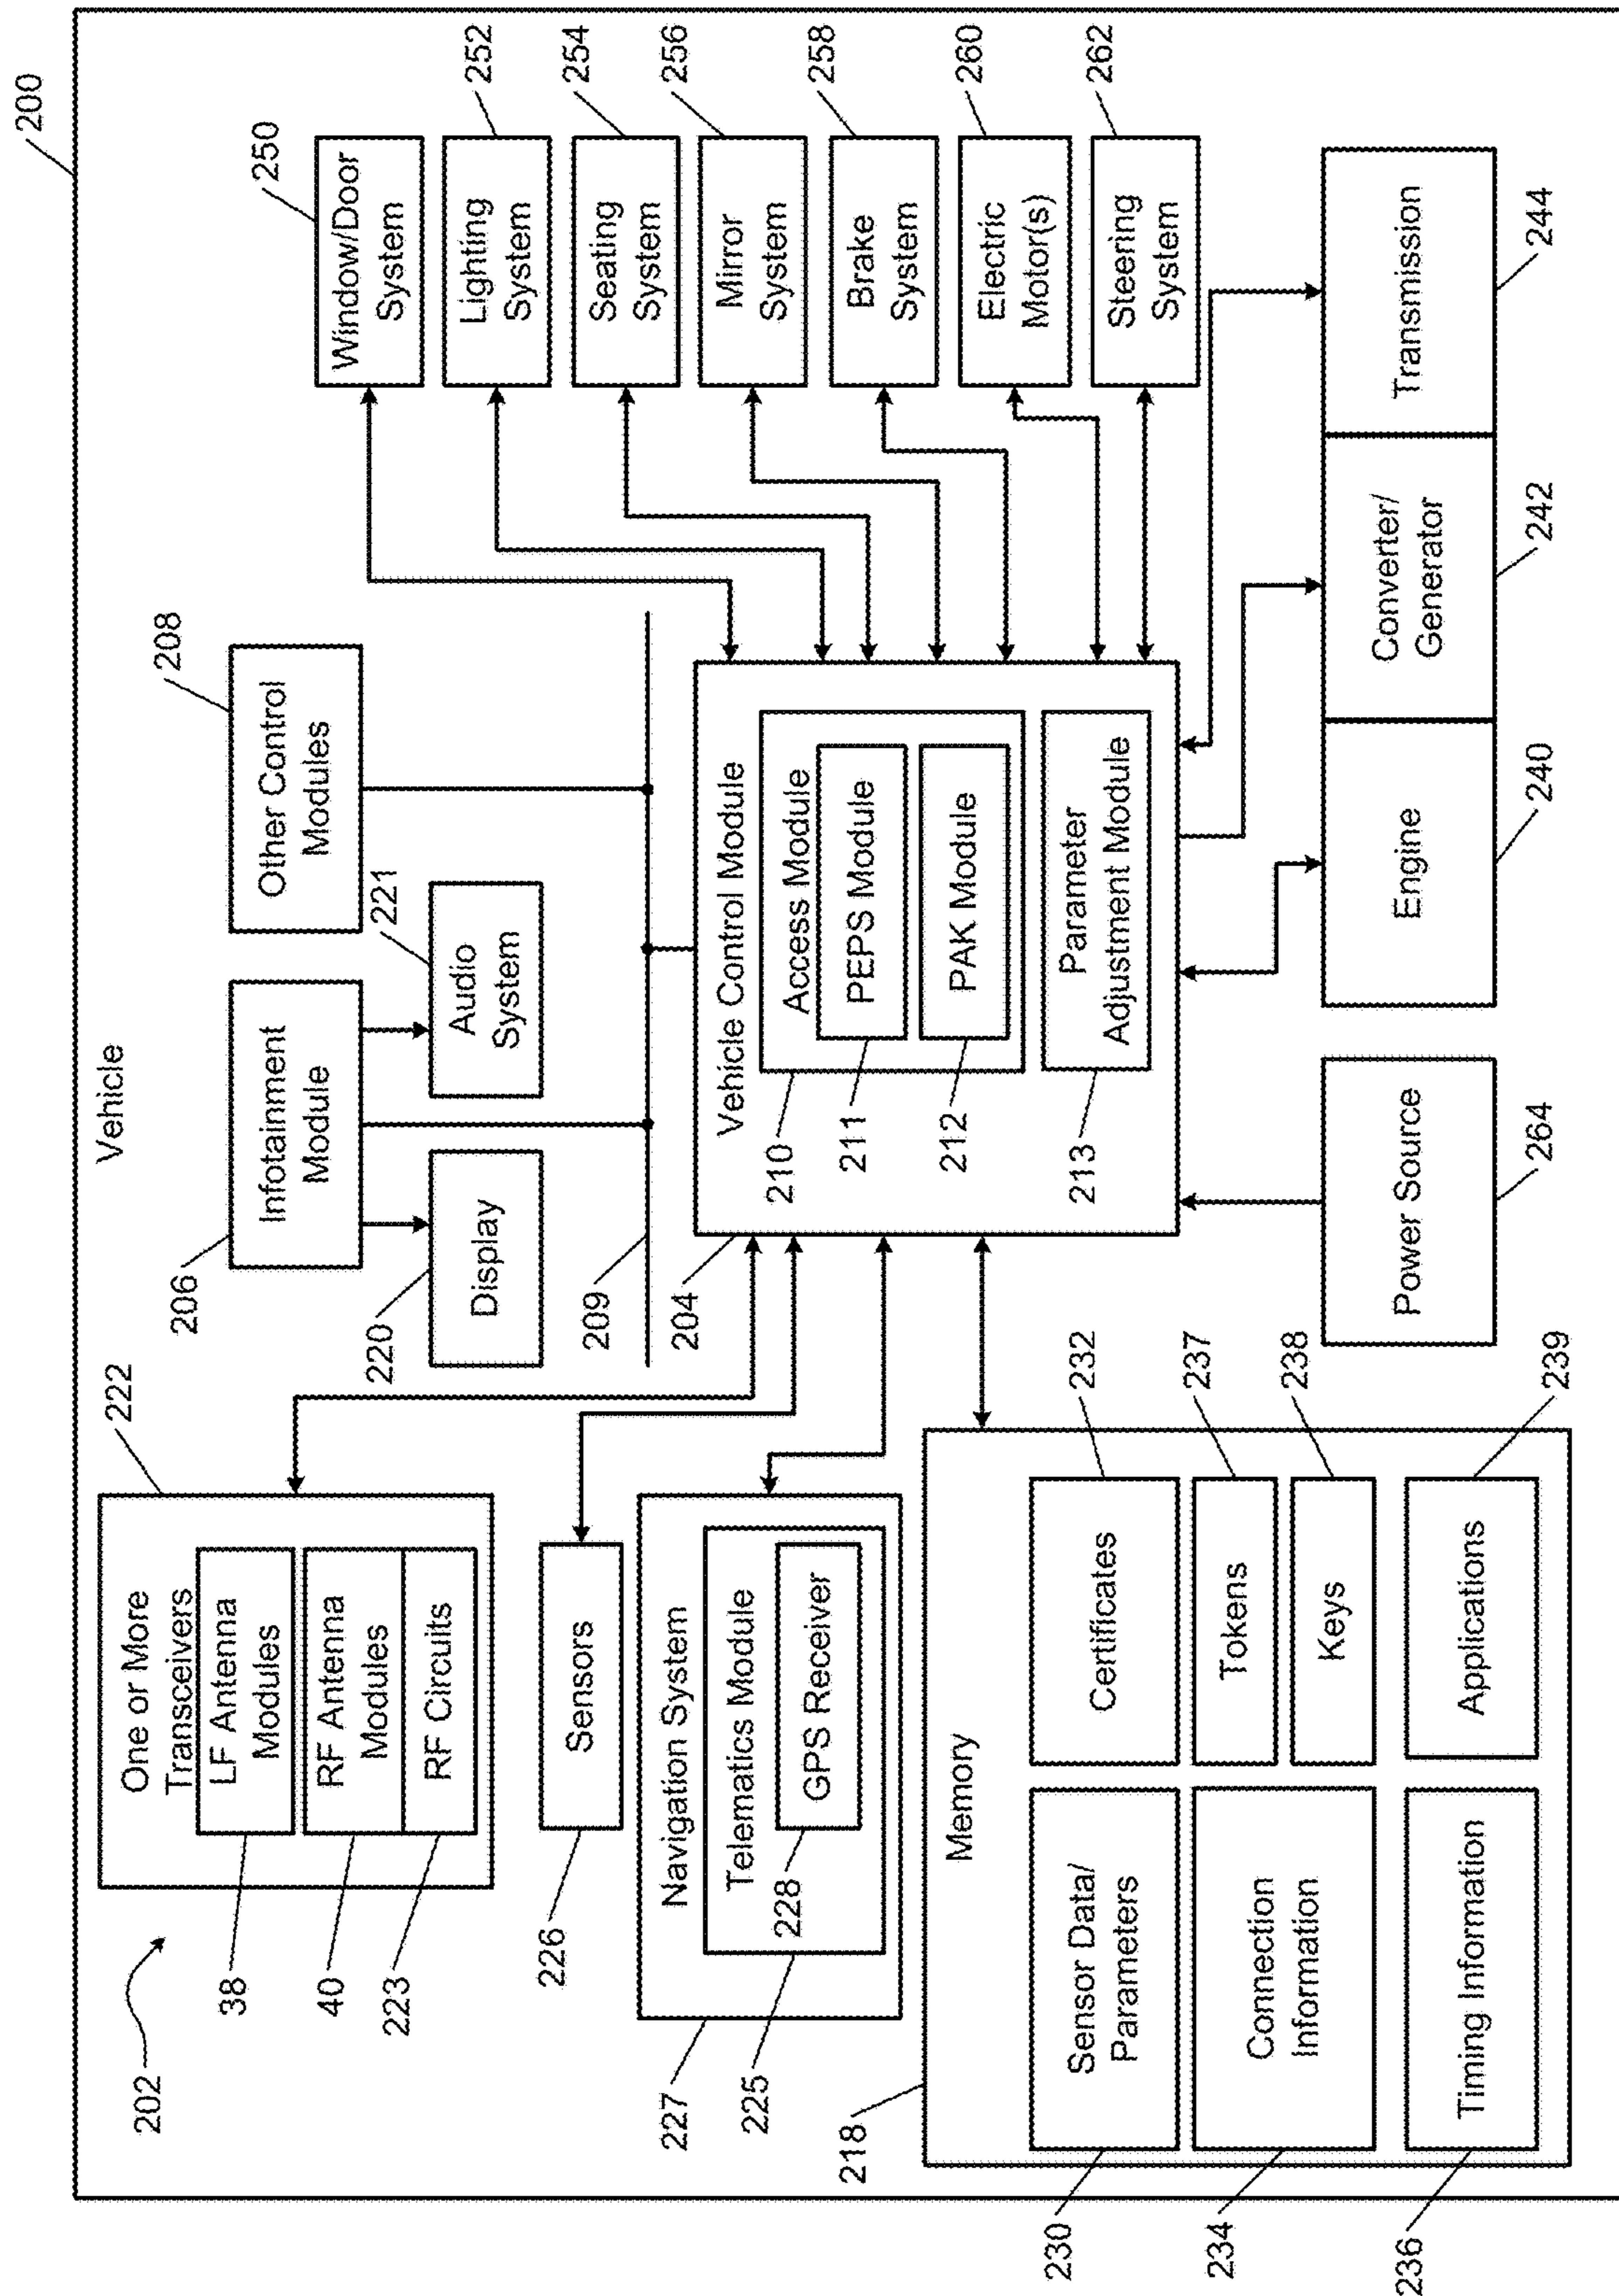 200
Vehicle
202
222
One or More
Transceivers
LF Antenna
Modules
RF Antenna
Modules
RF Circuits
38
40
223
206
Infotainment
Module
208
Other Control
Modules
220
Display
221
Audio
System
209
204
226
Sensors
227
Navigation System
225
Telematics Module
228
GPS Receiver
Vehicle Control Module
210
Access Module
211
PEPS Module
212
PAK Module
213
Parameter
Adjustment Module
250
Window/Door
System
252
Lighting
System
254
Seating
System
256
Mirror
System
258
Brake
System
260
Electric
Motor(s)
262
Steering
System
218
Memory
230
Sensor Data/
Parameters
232
Certificates
234
Connection
Information
237
Tokens
238
Keys
236
Timing Information
239
Applications
Power Source
264
Engine
240
Converter/
Generator
242
Transmission
244